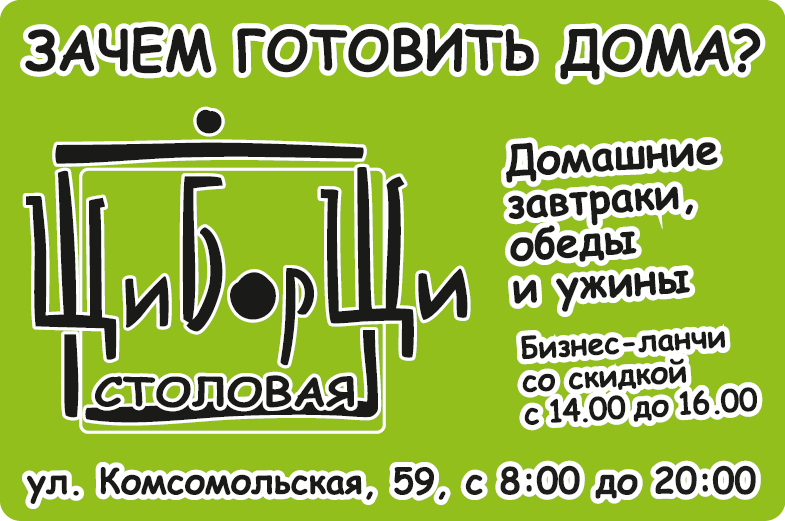 ЗАЧЕМ ГОТОВИТЬ ДОМА?
ЩиБорЩи
СТОЛОВАЯ
Домашние
завтраки,
обеды
и ужины
Бизнес-ланчи
со скидкой
с 14.00 до 16.00
ул. Комсомольская, 59, с 8:00 до 20:00